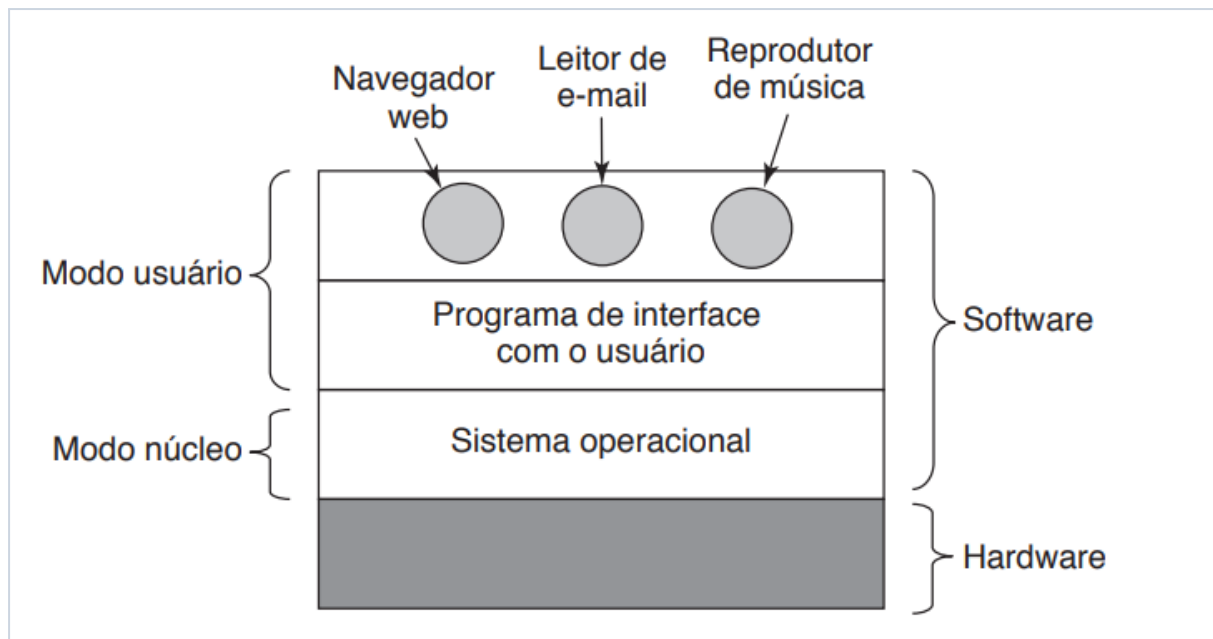 Navegador
web
Leitor de
e-mail
Reprodutor
de música
Modo usuário
Programa de interface
com o usuário
Software
Modo núcleo
Sistema operacional
Hardware